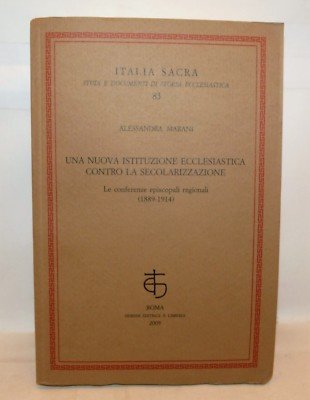 ITALIA SACRA
STUDI E DOCUMENTI DI STORIA ECCLESIASTICA
83
ALESSANDRA MARANI
UNA NUOVA ISTITUZIONE ECCLESIASTICA
CONTRO LA SECOLARIZZAZIONE
Le conferenze episcopali regionali
(1889-1914)
ROMA
HERDER EDITRICE E LIBRERIA
2009